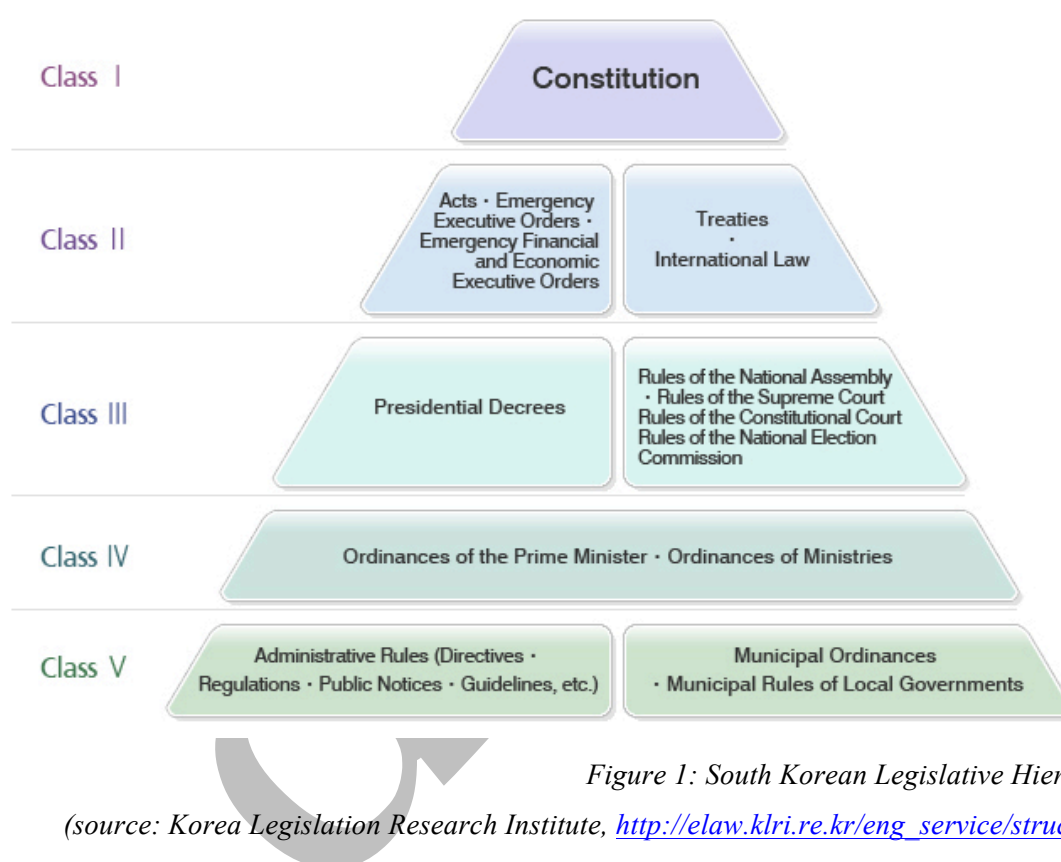 Class I
Constitution
Class II
Acts · Emergency
Executive Orders ·
Emergency Financial
and Economic
Executive Orders
Treaties
·
International Law
Class III
Presidential Decrees
Rules of the National Assembly
· Rules of the Supreme Court
Rules of the Constitutional Court
Rules of the National Election
Commission
Class IV
Ordinances of the Prime Minister · Ordinances of Ministries
Class V
Administrative Rules (Directives ·
Regulations · Public Notices · Guidelines, etc.)
Municipal Ordinances
· Municipal Rules of Local Governments
Figure 1: South Korean Legislative Hier
(source: Korea Legislation Research Institute, http://elaw.klri.re.kr/eng_service/struc